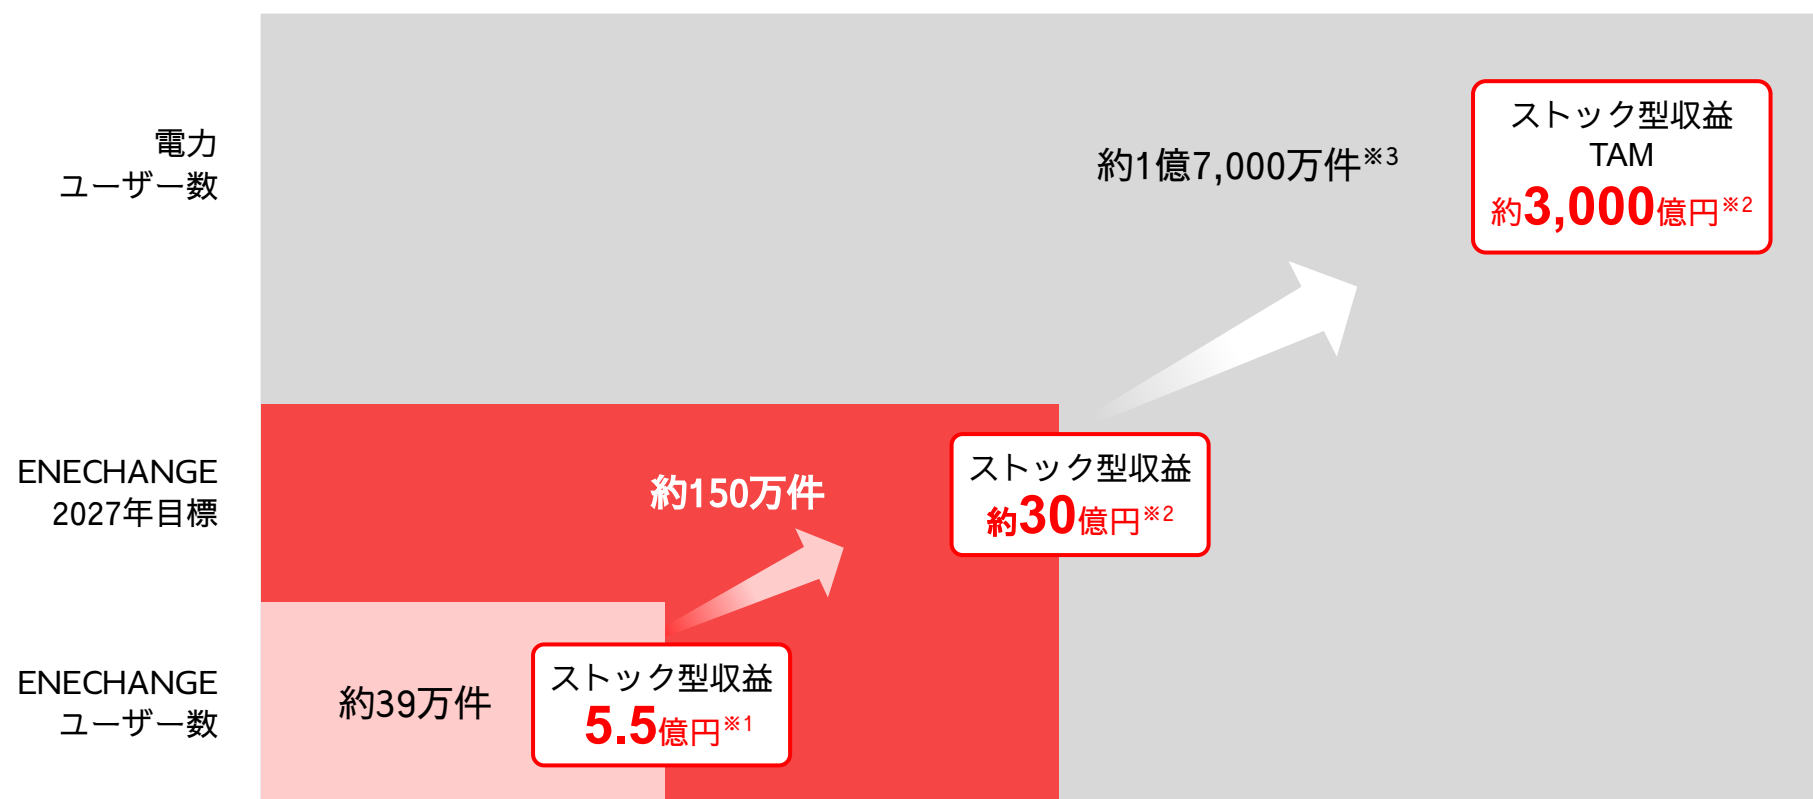 電力
ユーザー数
約1億7,000万件※3
ストック型収益
TAM
約3,000億円※2
ENECHANGE
2027年目標
約150万件
ストック型収益
約30億円※2
ENECHANGE
ユーザー数
約39万件
ストック型収益
5.5億円※1